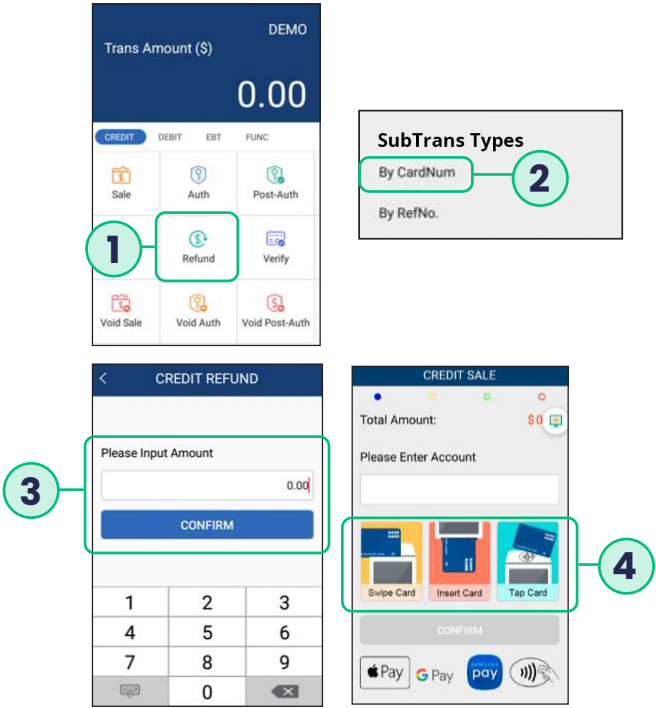 DEMO
Trans Amount ($)
0.00
CREDIT DEBIT EBT FUNC
Sale Auth Post-Auth
1
Refund Verify
Void Sale Void Auth Void Post-Auth
SubTrans Types
By CardNum
2
By RefNo.
CREDIT REFUND
3
Please Input Amount
0.00
CONFIRM
1 2 3
4 5 6
7 8 9
0
CREDIT SALE
Total Amount: $0
Please Enter Account
4
Swipe Card Insert Card Tap Card
CONFIRM
Pay G Pay SAMSUNG pay